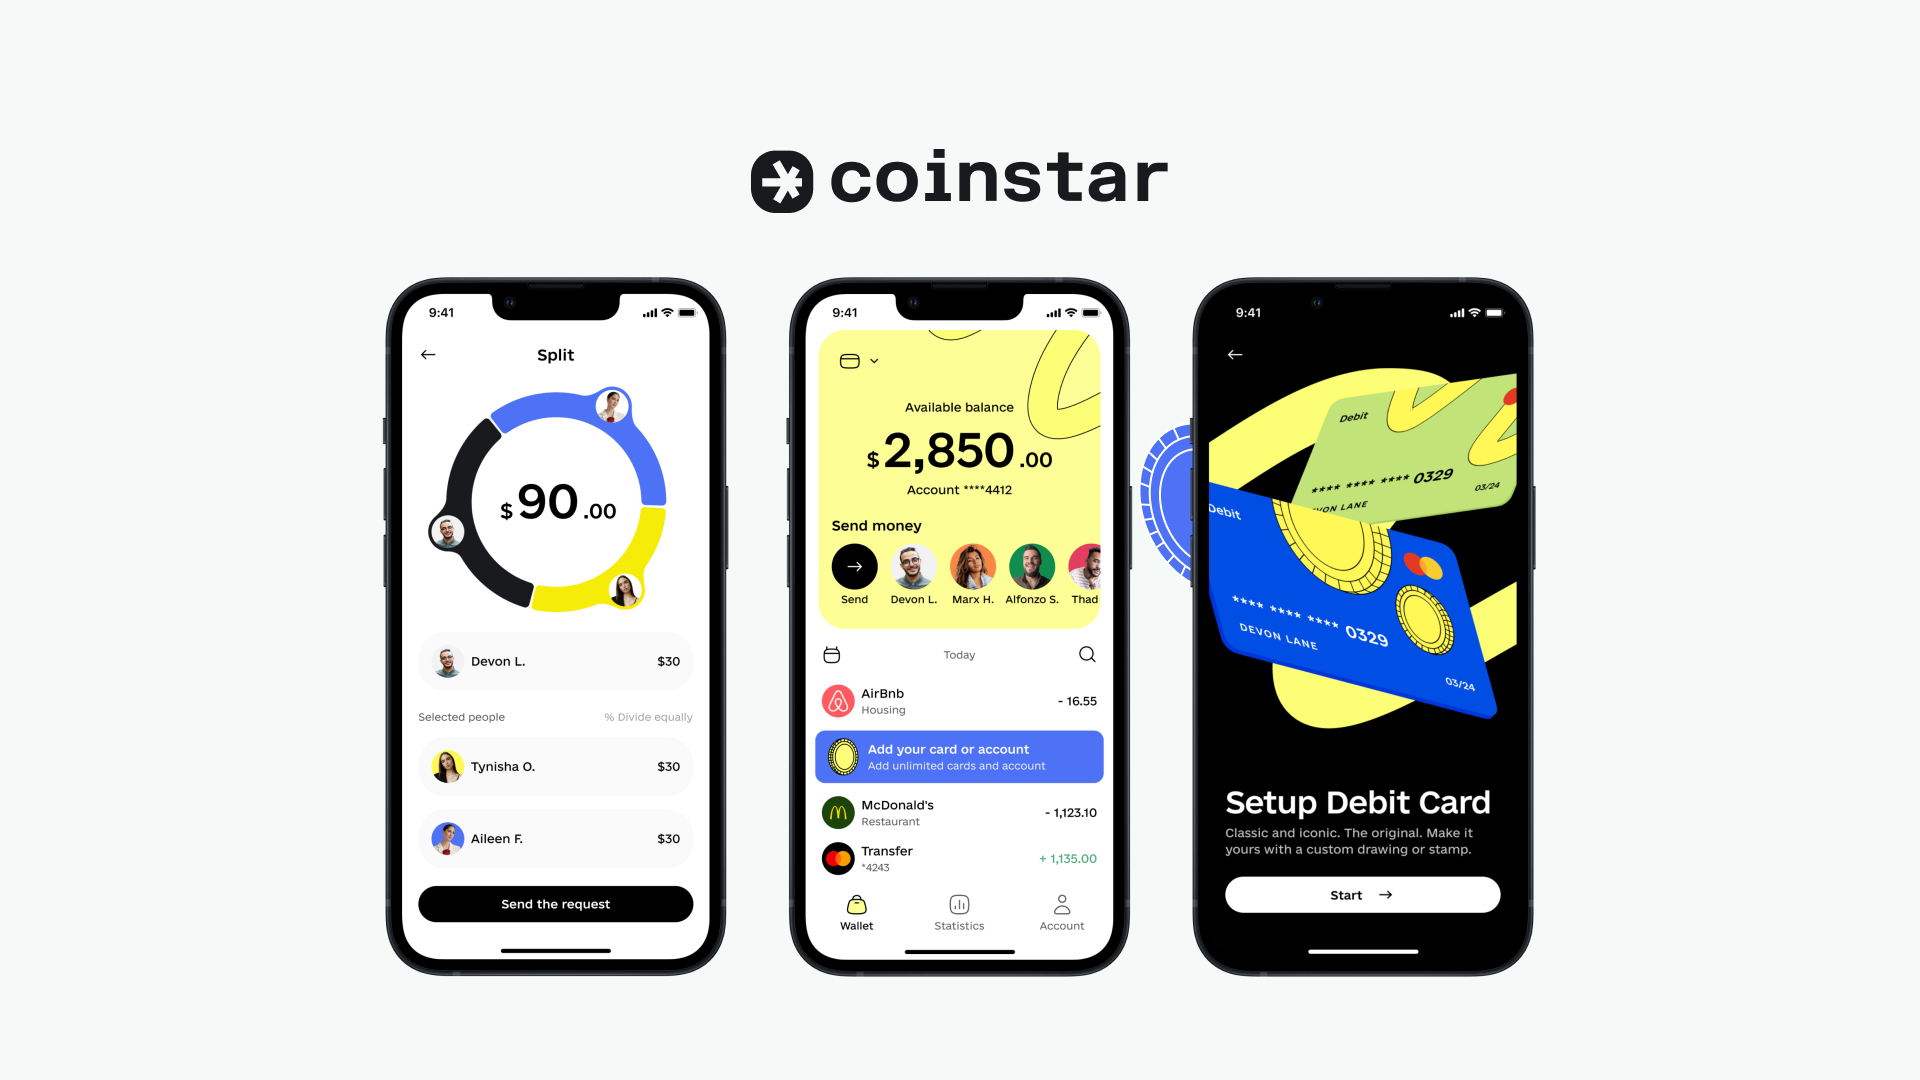 coinstar
9:41
Split
$90.00
Devon L. $30
Selected people % Divide equally
Tynisha O. $30
Aileen F. $30
Send the request
9:41
Available balance
$2,850.00
Account ****4412
Send money
Send Devon L. Marx H. Alfonzo S. Thad
Today
AirBnb
Housing
- 16.55
Add your card or account
Add unlimited cards and account
McDonald's
Restaurant
- 1,123.10
Transfer
*4243
+ 1,135.00
Wallet Statistics Account
9:41
Debit
**** **** **** 0329
VON LANE 03/24
Debit
**** **** **** 0329
DEVON LANE
03/24
Setup Debit Card
Classic and iconic. The original. Make it
yours with a custom drawing or stamp.
Start